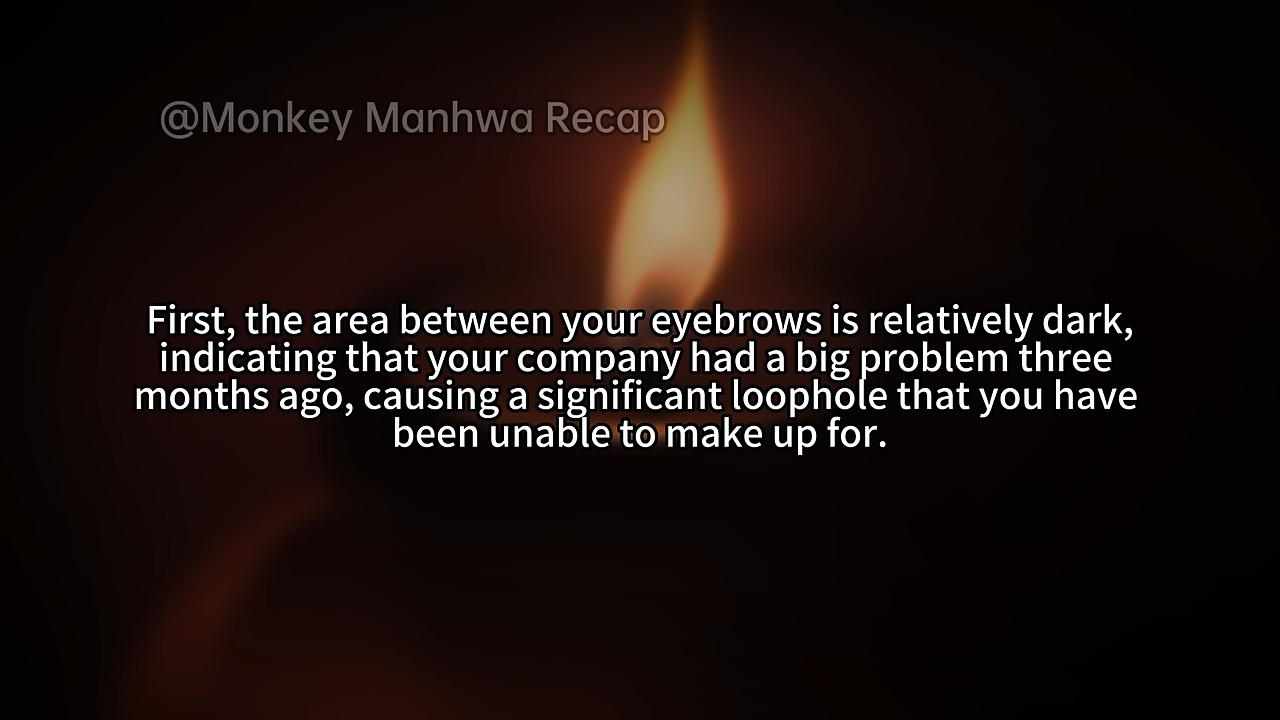 @Monkey Manhwa Recap
First, the area between your eyebrows is relatively dark,
indicating that your company had a big problem three
months ago, causing a significant loophole that you have
been unable to make up for.